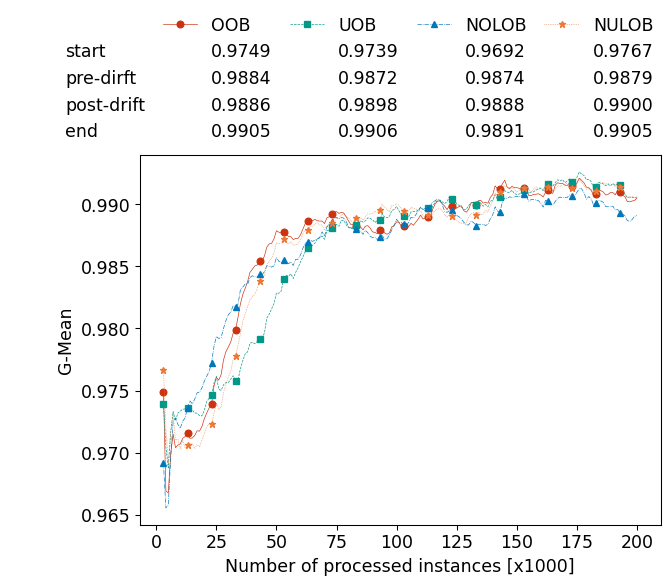 OOB UOB NOLOB NULOB
start 0.9749 0.9739 0.9692 0.9767
pre-dirft 0.9884 0.9872 0.9874 0.9879
post-drift 0.9886 0.9898 0.9888 0.9900
end 0.9905 0.9906 0.9891 0.9905
0.990
0.985
0.980
0.975
0.970
0.965
G-Mean
0 25 50 75 100 125 150 175 200
Number of processed instances [x1000]